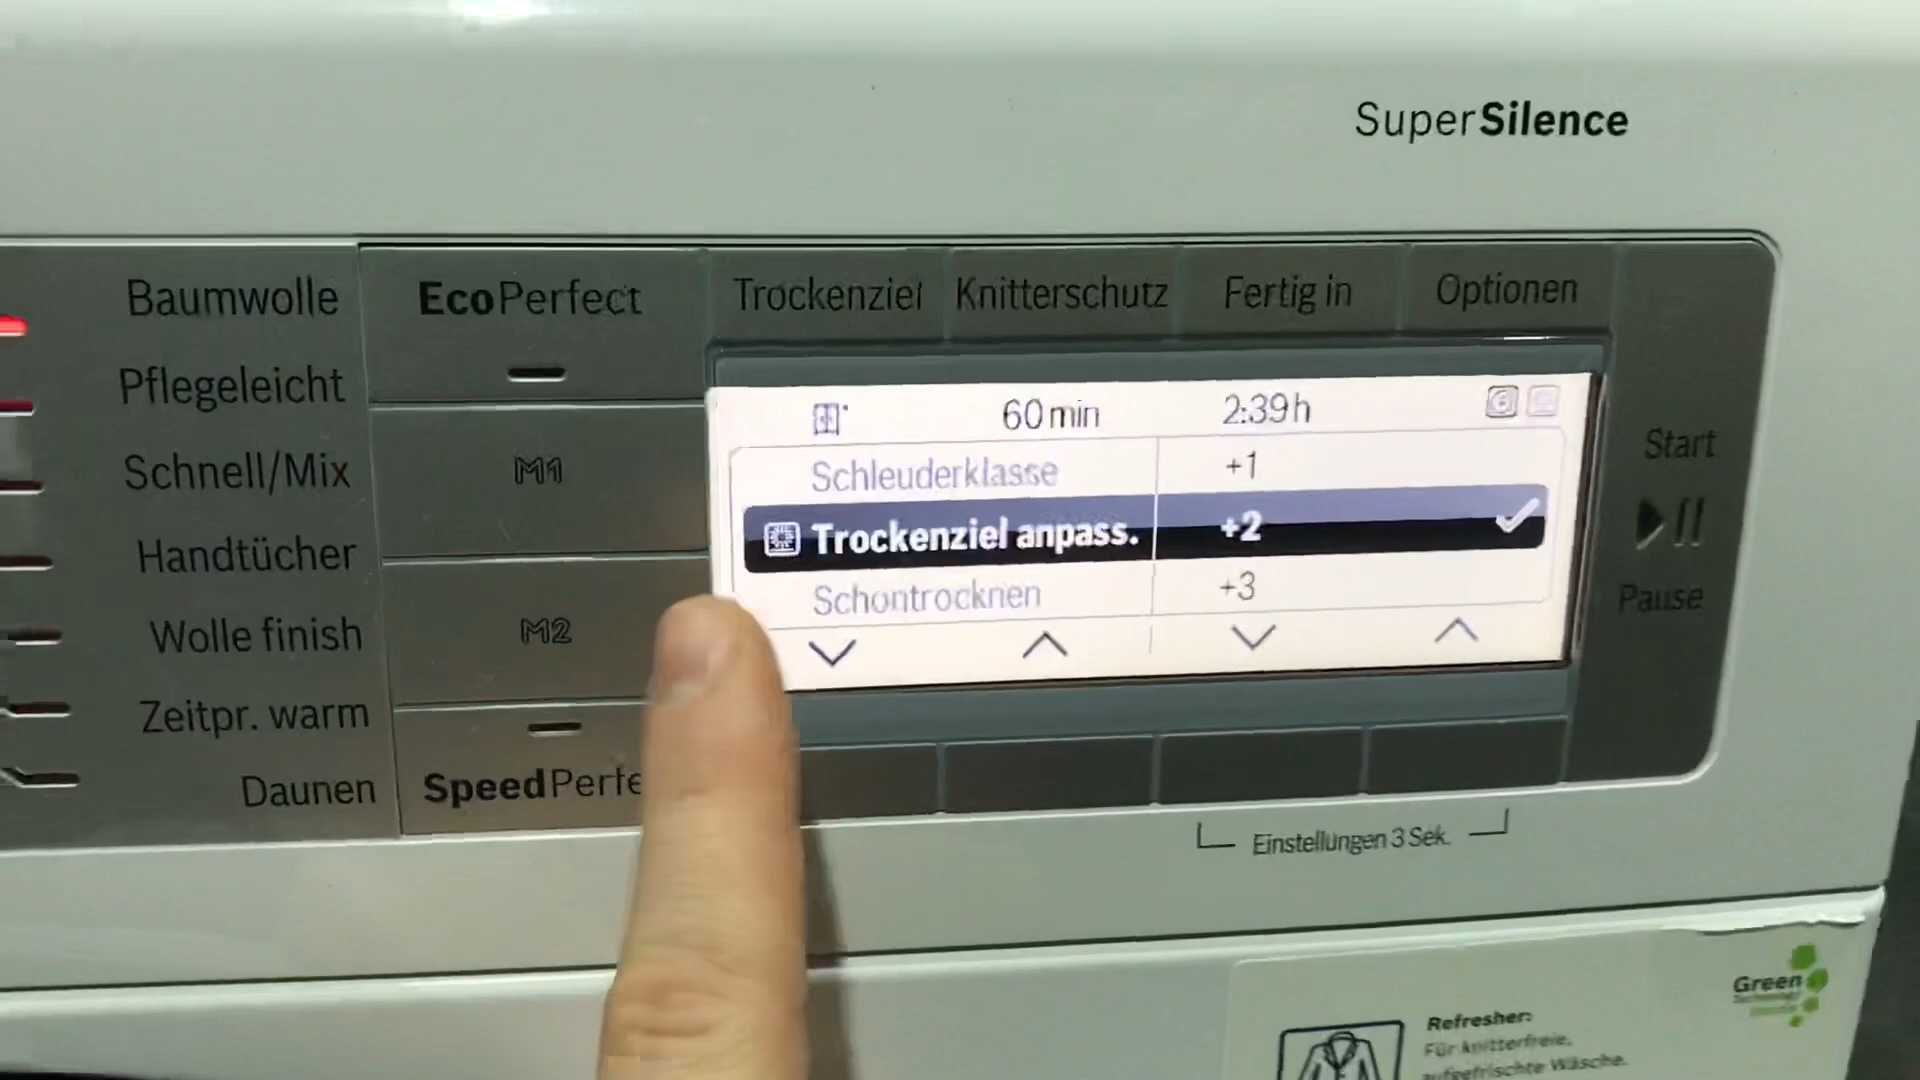 SuperSilence
Baumwolle
Pflegeleicht
Schnell/Mix
Handtücher
Wolle finish
Zeitpr. warm
Daunen
EcoPerfect
M1
M2
SpeedPerfe
Trockenziel
Knitterschutz
Fertig in
Optionen
60 min
2:39 h
Schleuderklasse +1
Trockenziel anpass. +2
Schontrocknen +3
Start
Pause
Einstellungen 3 Sek.
Green
Technology
Refresher:
Für knitterfreie,
aufgefrischte Wäsche.